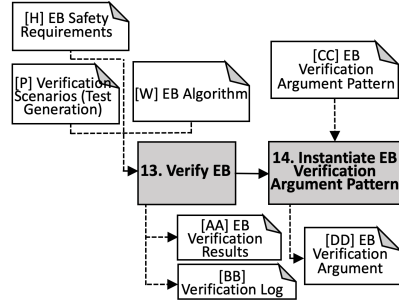 [H] EB Safety
Requirements
[P] Verification
Scenarios (Test
Generation)
[W] EB Algorithm
[CC] EB
Verification
Argument Pattern
13. Verify EB
14. Instantiate EB
Verification
Argument Pattern
[AA] EB
Verification
Results
[BB]
Verification Log
[DD] EB
Verification
Argument